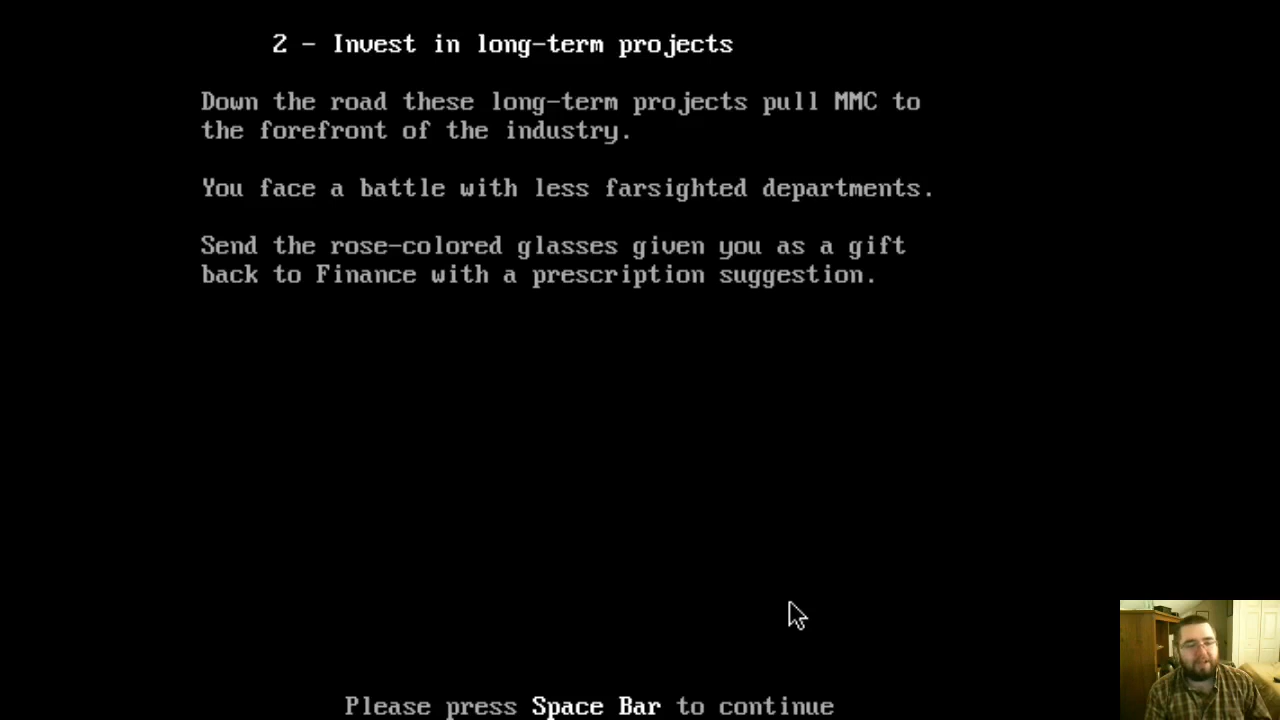 2 - Invest in long-term projects
Down the road these long-term projects pull MMC to
the forefront of the industry.
You face a battle with less farsighted departments.
Send the rose-colored glasses given you as a gift
back to Finance with a prescription suggestion.
Please press Space Bar to continue